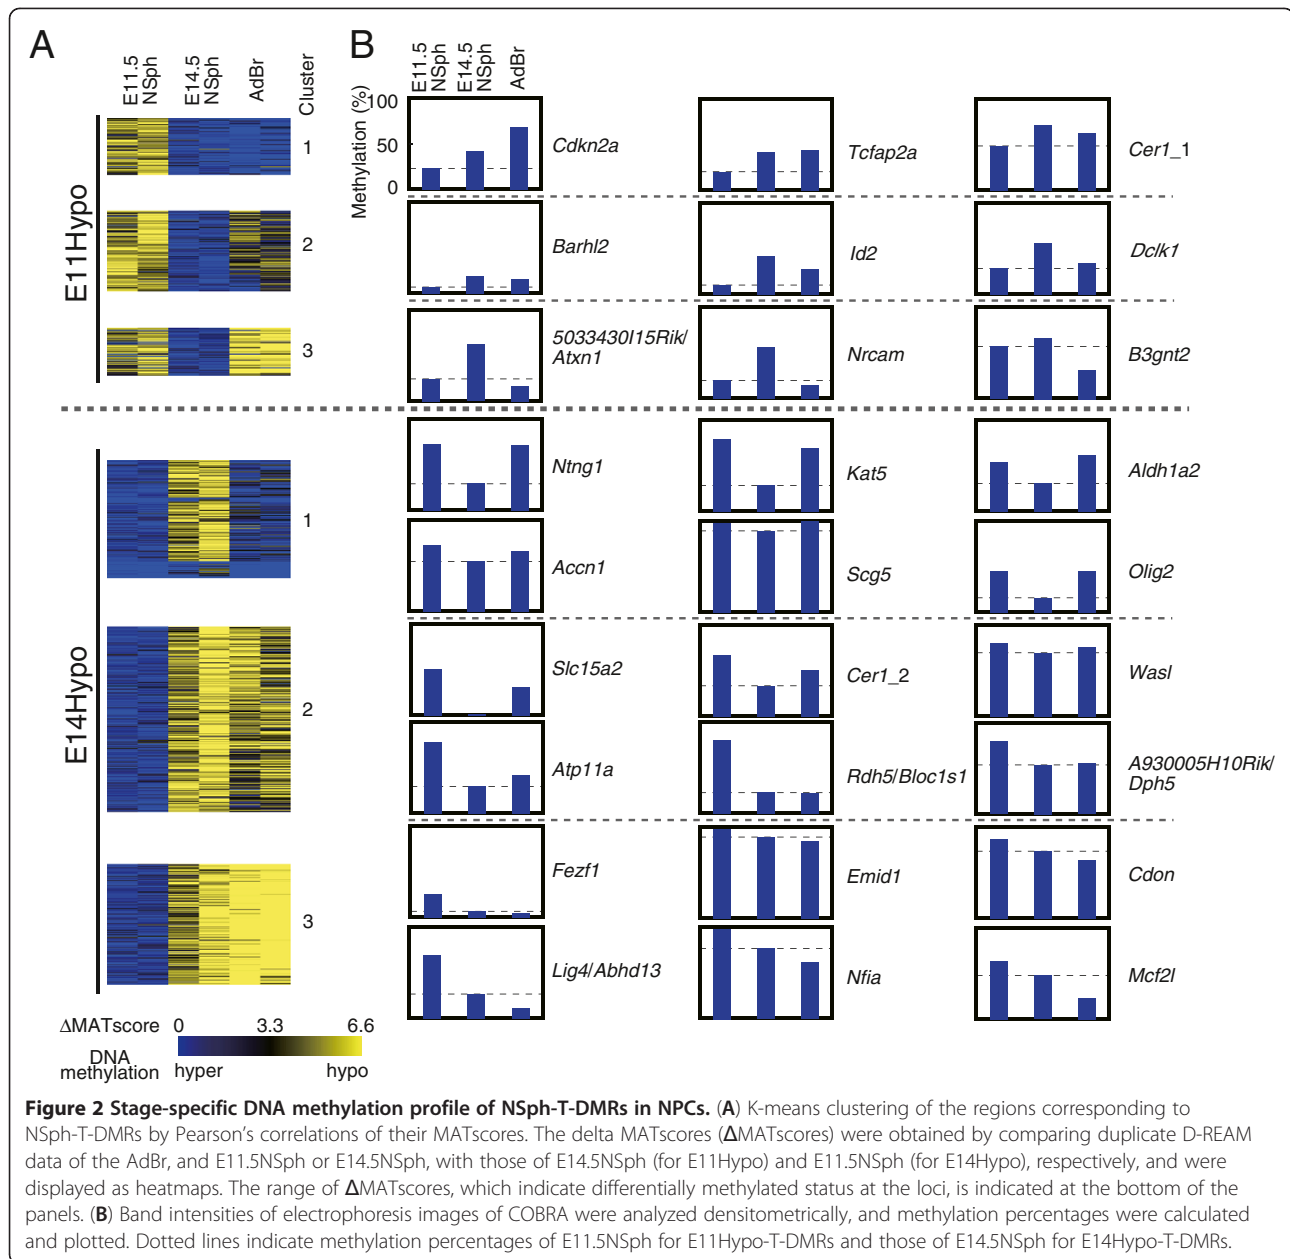 A
B
E11.5 NSph
E14.5 NSph
AdBr
Cluster
E11.5 NSph
E14.5 NSph
AdBr
Methylation (%)
100
50
0
E11Hypo
1
2
3
Cdkn2a
Tcfap2a
Cer1_1
Barhl2
Id2
Dclk1
5033430I15Rik/
Atxn1
Nrcam
B3gnt2
E14Hypo
1
2
3
Ntng1
Kat5
Aldh1a2
Accn1
Scg5
Olig2
Slc15a2
Cer1_2
Wasl
Atp11a
Rdh5/Bloc1s1
A930005H10Rik/
Dph5
Fezf1
Emid1
Cdon
Lig4/Abhd13
Nfia
Mcf2l
ΔMATscore 0 3.3 6.6
DNA methylation hyper hypo
Figure 2 Stage-specific DNA methylation profile of NSph-T-DMRs in NPCs. (A) K-means clustering of the regions corresponding to
NSph-T-DMRs by Pearson's correlations of their MATscores. The delta MATscores (ΔMATscores) were obtained by comparing duplicate D-REAM
data of the AdBr, and E11.5NSph or E14.5NSph, with those of E14.5NSph (for E11Hypo) and E11.5NSph (for E14Hypo), respectively, and were
displayed as heatmaps. The range of ΔMATscores, which indicate differentially methylated status at the loci, is indicated at the bottom of the
panels. (B) Band intensities of electrophoresis images of COBRA were analyzed densitometrically, and methylation percentages were calculated
and plotted. Dotted lines indicate methylation percentages of E11.5NSph for E11Hypo-T-DMRs and those of E14.5NSph for E14Hypo-T-DMRs.